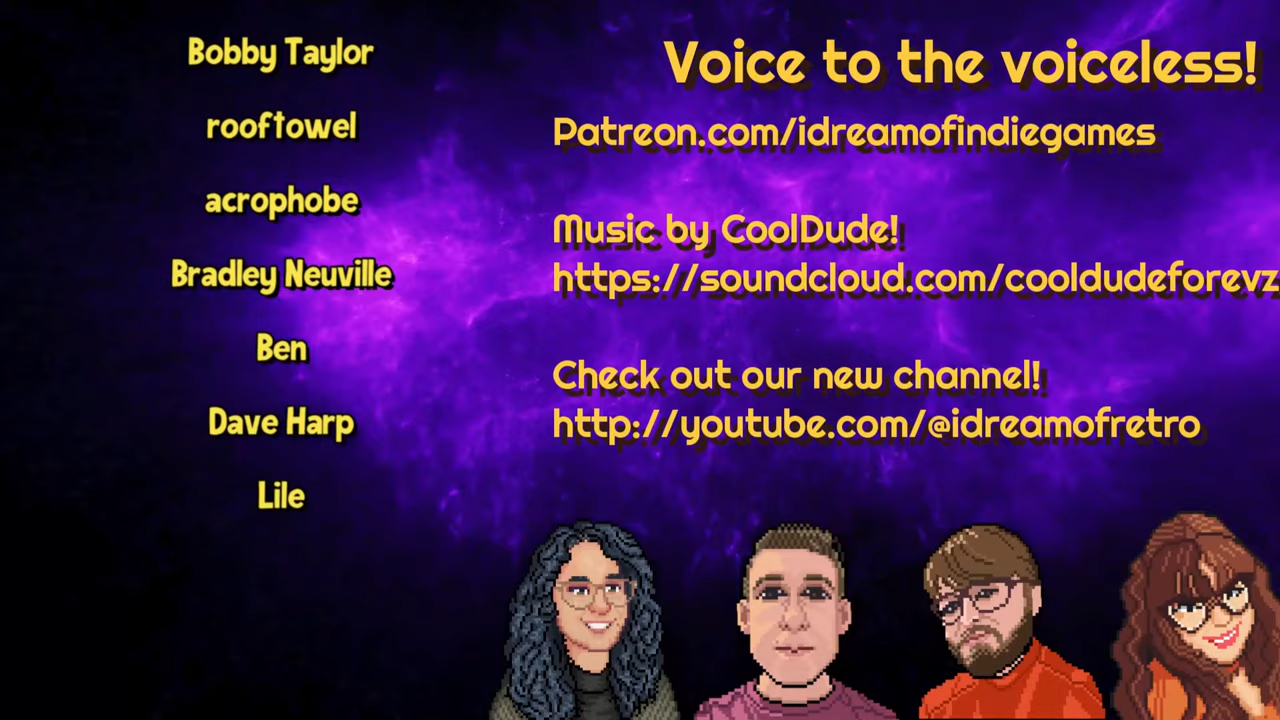 Bobby Taylor
rooftowel
acrophobe
Bradley Neuville
Ben
Dave Harp
Lile
Voice to the voiceless!
Patreon.com/idreamofindiegames
Music by CoolDude!
https://soundcloud.com/cooldudeforevz
Check out our new channel!
http://youtube.com/@idreamofretro